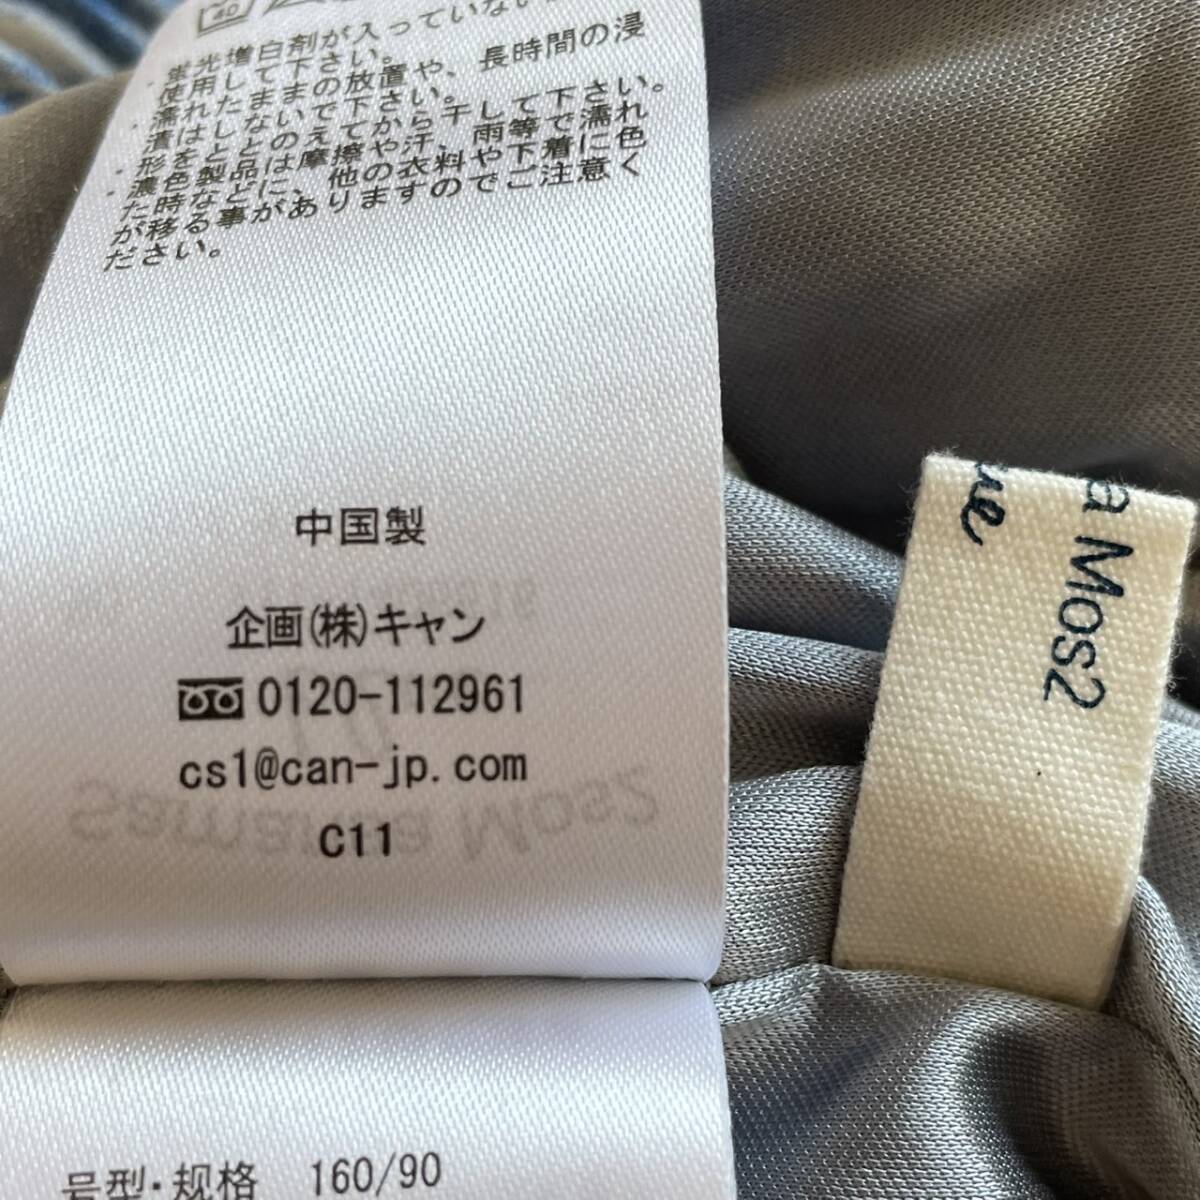 40
・蛍光増白剤が入っていない
使用して下さい。
・濡れたままの放置や、長時間の浸
漬はしないで下さい。
・形をととのえてから干して下さい。
・濃色製品は摩擦や汗、雨等で濡れ
た時などに、他の衣料や下着に色
が移る事がありますのでご注意く
ださい。
中国製
企画(株)キャン
0120-112961
cs1@can-jp.com
C11
号型·规格 160/90
a Mos2
ne